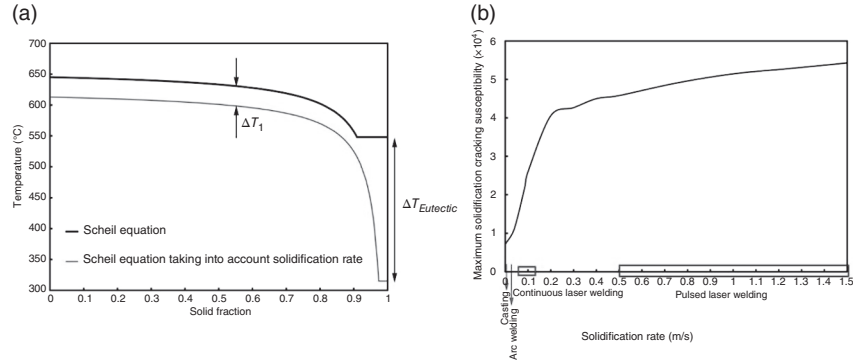 (a)
700
650
600
550
500
450
400
350
300
Temperature (°C)
ΔT1
ΔTEutectic
Scheil equation
Scheil equation taking into account solidification rate
0 0.1 0.2 0.3 0.4 0.5 0.6 0.7 0.8 0.9 1
Solid fraction
(b)
6
5
4
3
2
1
0
Maximum solidification cracking susceptibility (×10⁴)
0 0.1 0.2 0.3 0.4 0.5 0.6 0.7 0.8 0.9 1.0 1.1 1.2 1.3 1.4 1.5
Casting
Arc welding
Continuous laser welding
Pulsed laser welding
Solidification rate (m/s)